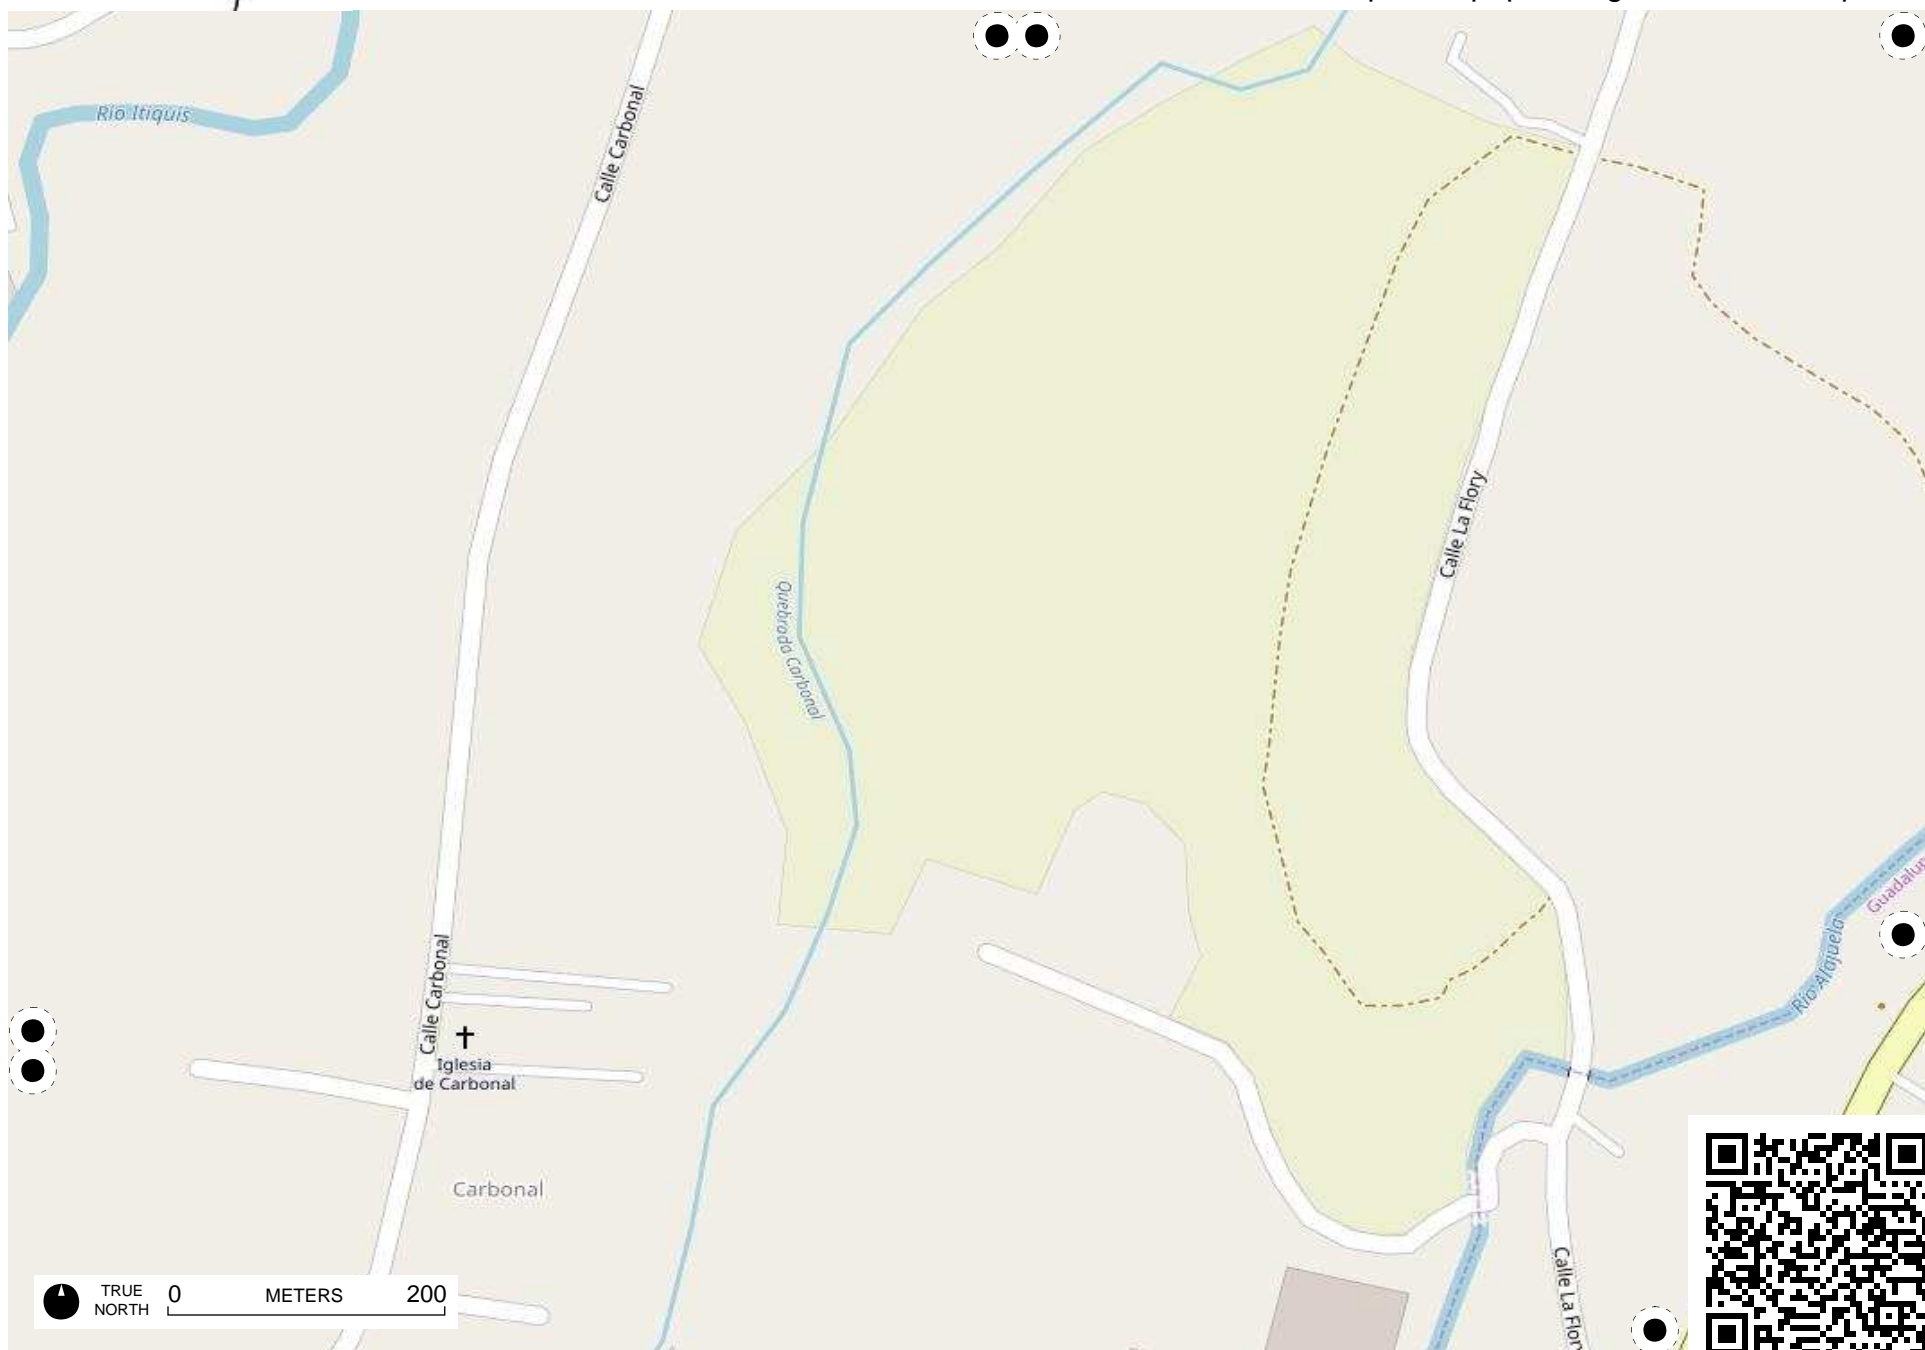 Río Itiquis
Calle Carbonal
Calle La Flory
Quebrada Carbonal
Calle Carbonal
Río Alajuela
Iglesia
de Carbonal
Carbonal
Calle La Flory
TRUE
NORTH
0 METERS 200